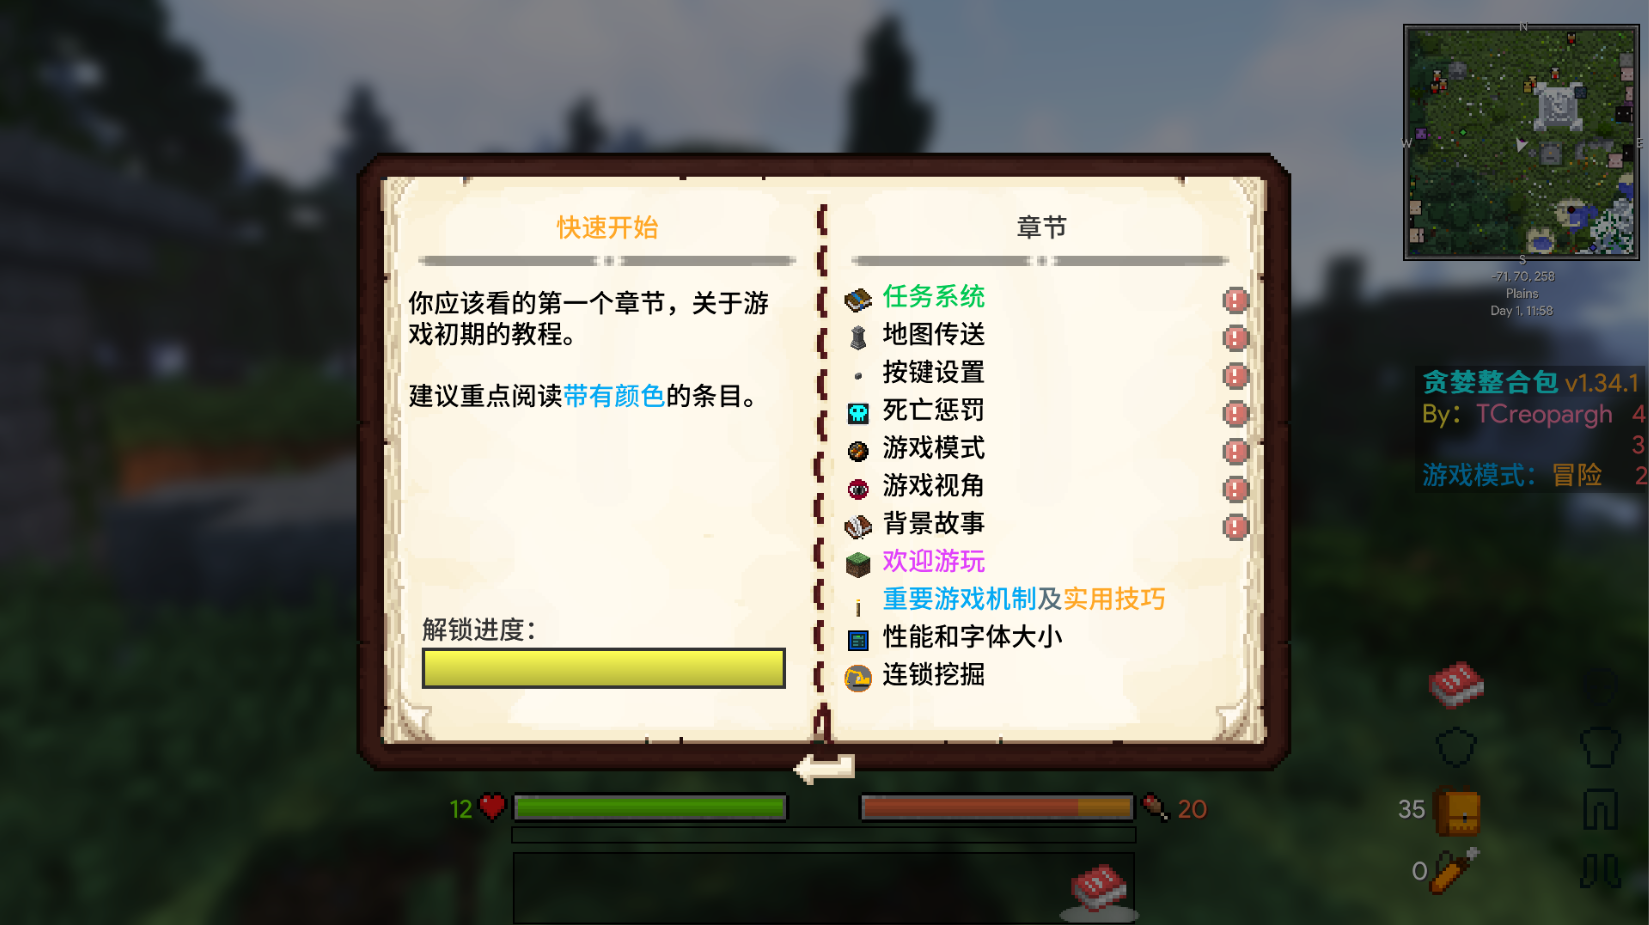 快速开始
你应该看的第一个章节，关于游
戏初期的教程。
建议重点阅读带有颜色的条目。
解锁进度：
章节
任务系统
地图传送
按键设置
死亡惩罚
游戏模式
游戏视角
背景故事
欢迎游玩
重要游戏机制及实用技巧
性能和字体大小
连锁挖掘
N
W
E
S
-71, 70, 258
Plains
Day 1, 11:58
贪婪整合包 v1.34.1
By： TCreopargh 4
3
游戏模式：冒险 2
12
20
35
0